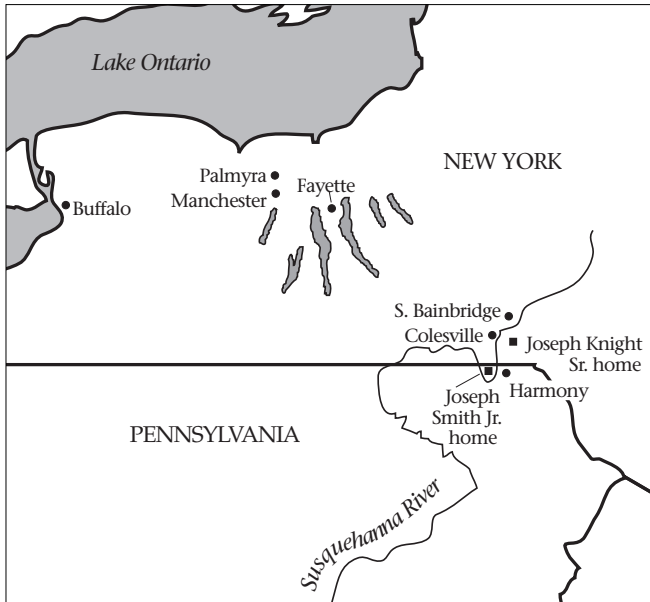 Lake Ontario
NEW YORK
Palmyra
Manchester
Fayette
Buffalo
S. Bainbridge
Colesville
Joseph Knight
Sr. home
Harmony
Joseph
Smith Jr.
home
PENNSYLVANIA
Susquehanna River